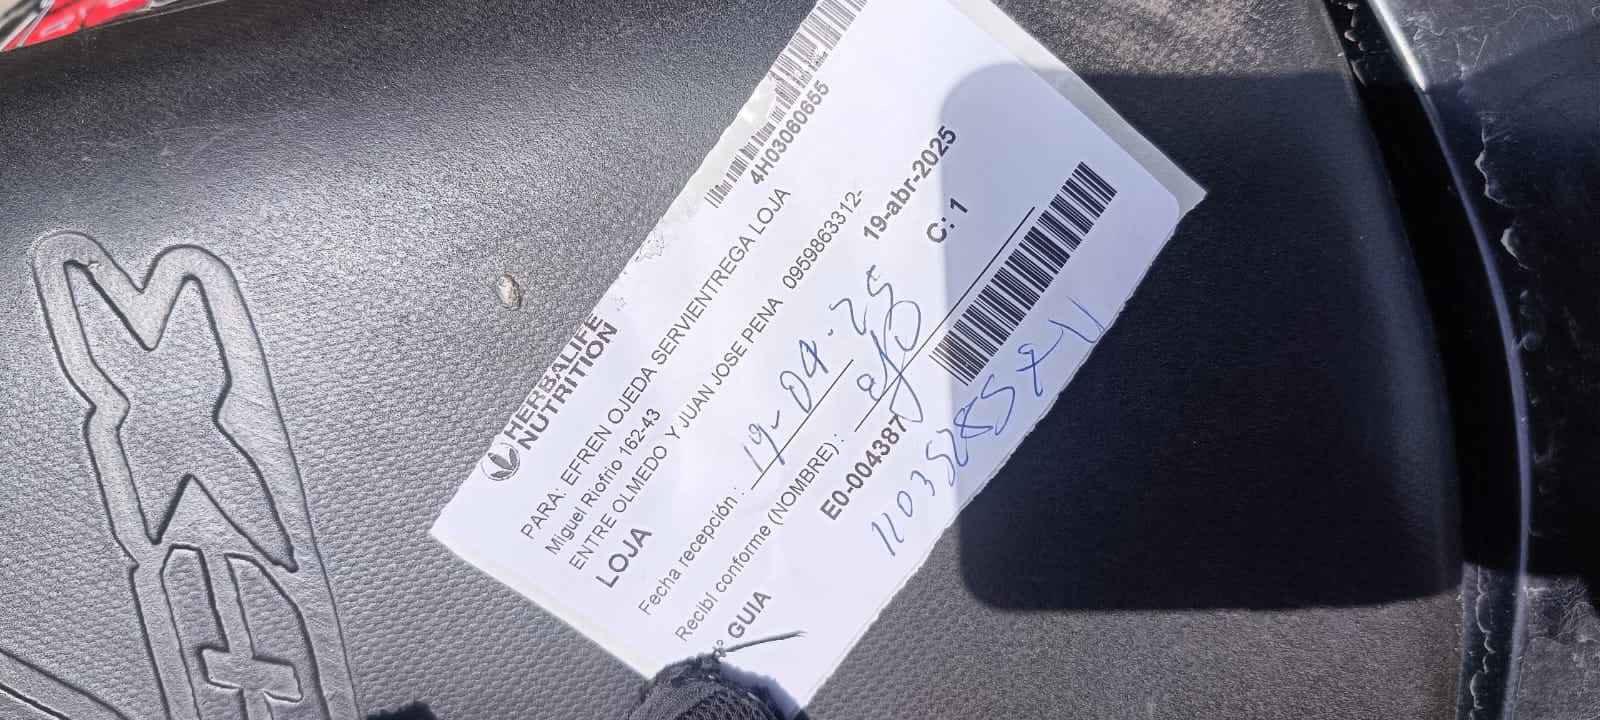 4H03060655
HERBALIFE
NUTRITION
PARA: EFREN OJEDA SERVIENTREGA LOJA
Miguel Riofrio 162-43
ENTRE OLMEDO Y JUAN JOSE PENA 0959863312-
LOJA
19-abr-2025
Fecha recepción : 19-04-25
C: 1
Recibí conforme (NOMBRE) :
N° GUIA E0-004387